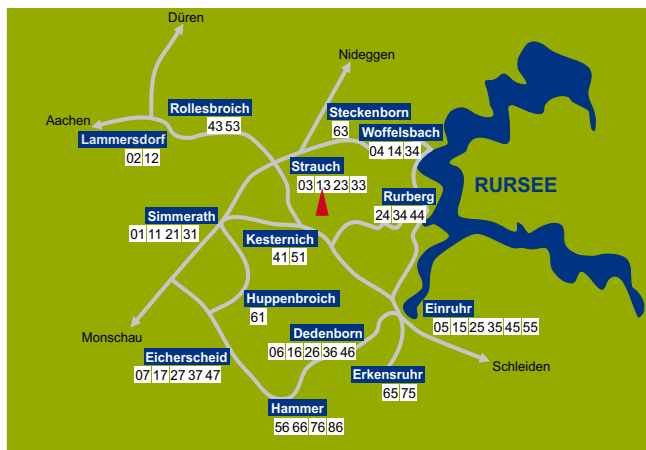 Düren
Nideggen
Aachen
Rollesbroich
43 53
Lammersdorf
02 12
Steckenborn
63
Woffelsbach
04 14 34
Strauch
03 13 23 33
RURSEE
Rurberg
24 34 44
Simmerath
01 11 21 31
Kesternich
41 51
Huppenbroich
61
Einruhr
05 15 25 35 45 55
Monschau
Dedenborn
06 16 26 36 46
Schleiden
Eicherscheid
07 17 27 37 47
Erkensruhr
65 75
Hammer
56 66 76 86